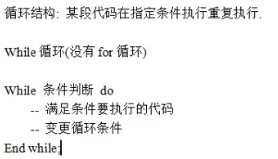 循环结构: 某段代码在指定条件执行重复执行.
While 循环(没有 for 循环)
While 条件判断 do
-- 满足条件要执行的代码
-- 变更循环条件
End while;